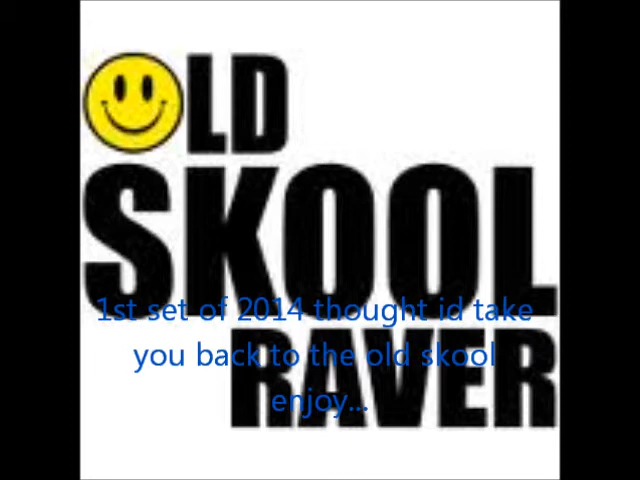 OLD
SKOOL
RAVER
1st set of 2014 thought id take
you back to the old skool
enjoy...